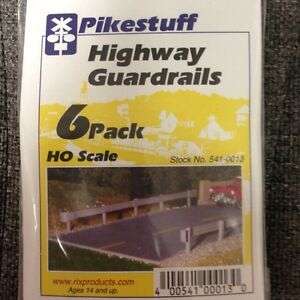 Pikestuff
Highway
Guardrails
6 Pack
HO Scale
Stock No. 541-0013
www.rixproducts.com
Ages 14 and up.
4 00541 00013 0